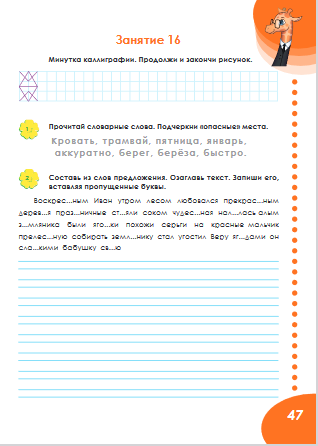 Занятие 16
Минутка каллиграфии. Продолжи и закончи рисунок.
1 Прочитай словарные слова. Подчеркни «опасные» места.
Кровать, трамвай, пятница, январь,
аккуратно, берег, берёза, быстро.
2 Составь из слов предложения. Озаглавь текст. Запиши его,
вставляя пропущенные буквы.
Воскрес...ным Иван утром лесом любовался прекрас...ным
дерев...я праз...ничные ст...яли соком чудес...ная нал...лась алым
з...мляника были яго...ки похожи серьги на красные мальчик
прелес...ную собирать земл...нику стал угостил Веру яг...дами он
сла...кими бабушку св...ю
47